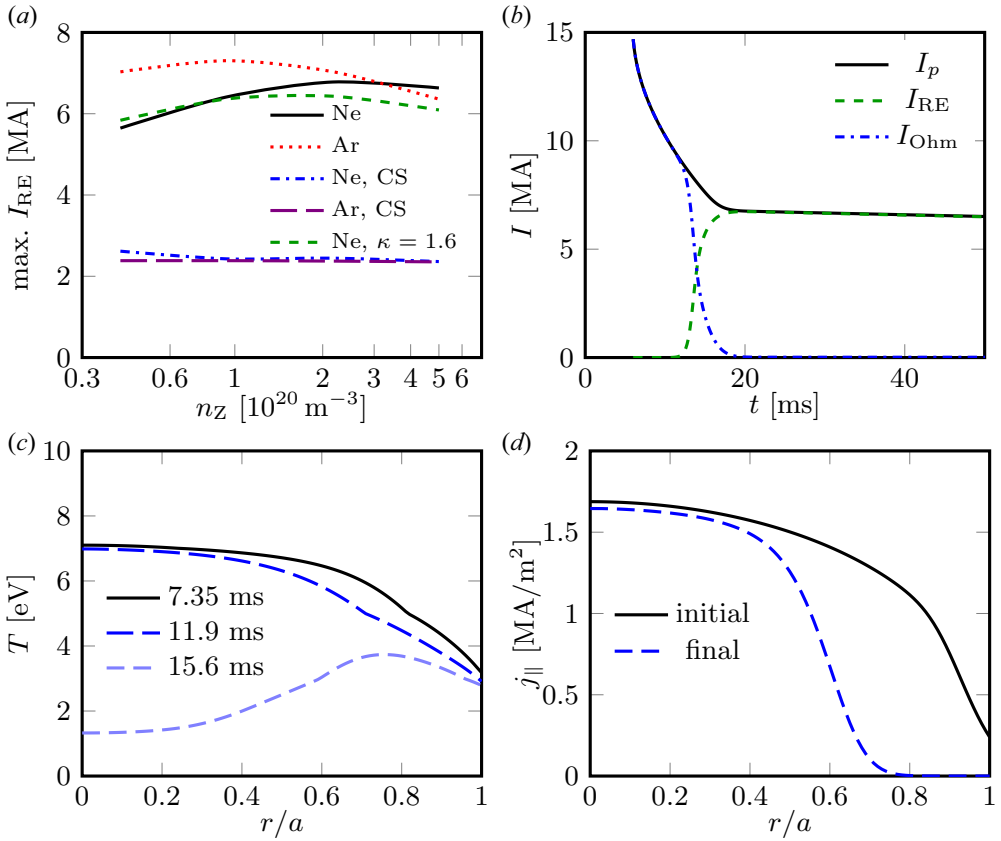 (a)
max. I_RE [MA]
8
6
4
2
0
Ne
Ar
Ne, CS
Ar, CS
Ne, κ = 1.6
0.3 0.6 1 2 3 4 5 6
n_Z [10^20 m^−3]
(b)
I [MA]
15
10
5
0
I_p
I_RE
I_Ohm
0 20 40
t [ms]
(c)
T [eV]
10
8
6
4
2
0
7.35 ms
11.9 ms
15.6 ms
0 0.2 0.4 0.6 0.8 1
r/a
(d)
j_∥ [MA/m^2]
2
1.5
1
0.5
0
initial
final
0 0.2 0.4 0.6 0.8 1
r/a